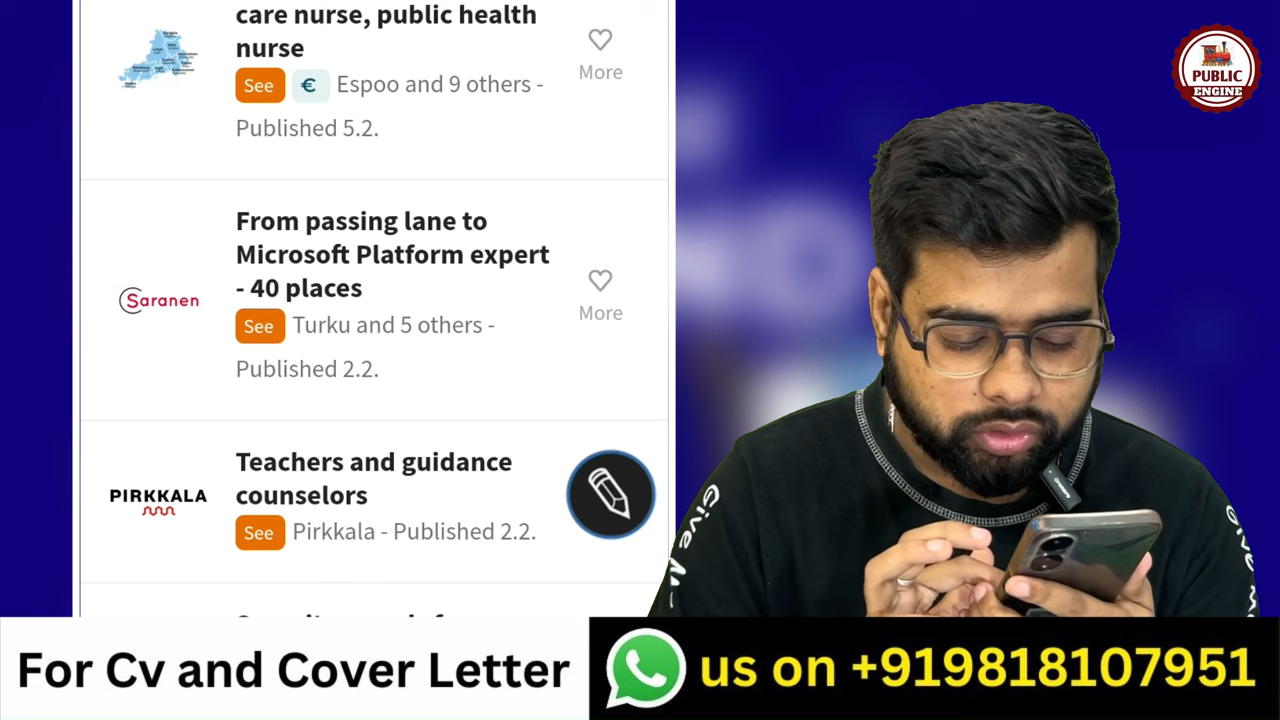 care nurse, public health
nurse
See € Espoo and 9 others -
Published 5.2.
More
Saranen
From passing lane to
Microsoft Platform expert
- 40 places
See Turku and 5 others -
Published 2.2.
More
PIRKKALA
Teachers and guidance
counselors
See Pirkkala - Published 2.2.
PUBLIC
ENGINE
Give M
For Cv and Cover Letter
us on +919818107951